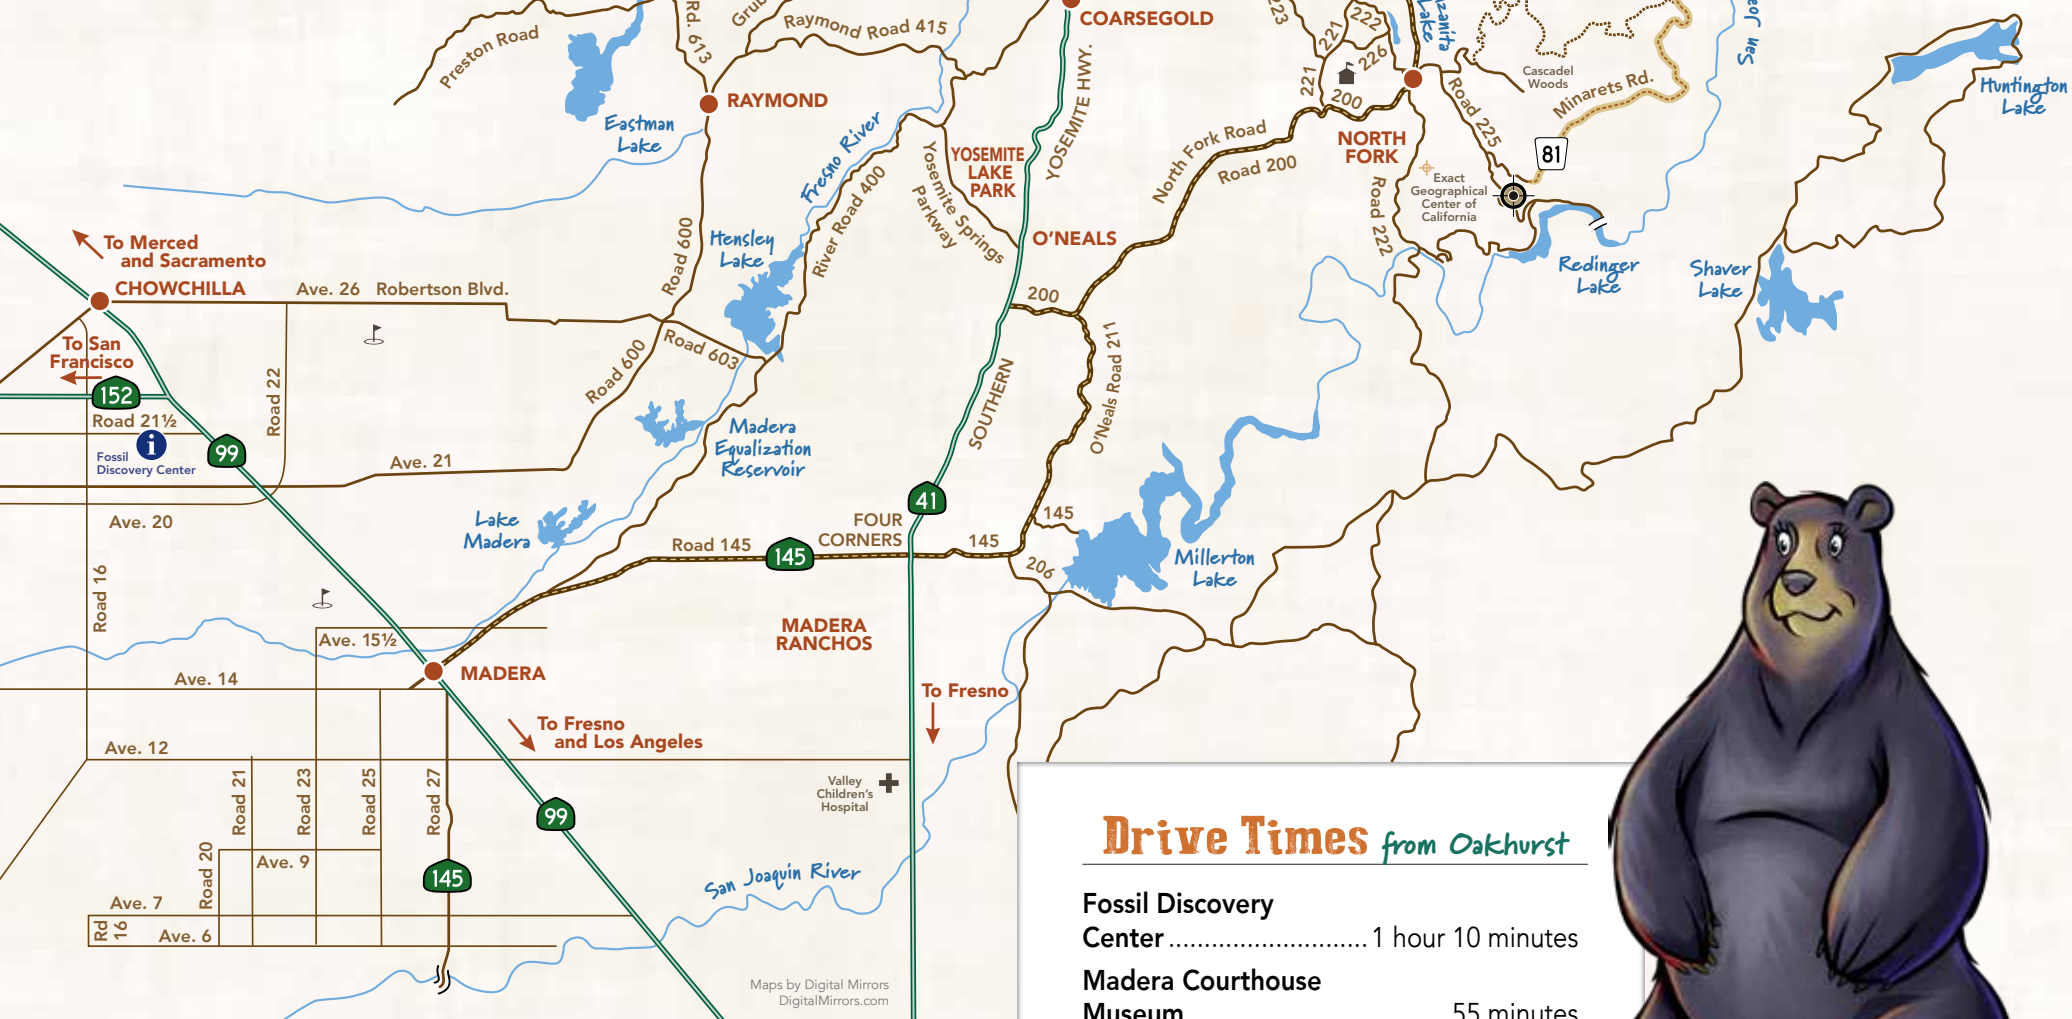 Preston Road
Rd. 613
Grub
Raymond Road 415
COARSEGOLD
YOSEMITE HWY.
223
221
222
226
221
200
Cascadel
Woods
Minarets Rd.
Huntington
Lake
RAYMOND
Eastman
Lake
Fresno River
River Road 400
YOSEMITE
LAKE
PARK
Yosemite Springs
Parkway
North Fork Road
Road 200
NORTH
FORK
Road 225
81
Exact
Geographical
Center of
California
Road 222
Redinger
Lake
Shaver
Lake
To Merced
and Sacramento
CHOWCHILLA
Ave. 26
Robertson Blvd.
Road 600
Hensley
Lake
O'NEALS
200
O'Neals Road 211
To San
Francisco
152
Road 21½
Fossil
Discovery Center
i
99
Road 22
Road 600
Road 603
SOUTHERN
Ave. 21
Madera
Equalization
Reservoir
Ave. 20
Lake
Madera
41
FOUR
CORNERS
Road 145
145
145
145
206
Millerton
Lake
Road 16
Ave. 15½
MADERA
RANCHOS
Ave. 14
MADERA
To Fresno
To Fresno
and Los Angeles
Ave. 12
Valley
Children's
Hospital
Road 21
Road 23
Road 25
Road 27
99
Road 20
Ave. 9
145
San Joaquin River
Ave. 7
Rd
16
Ave. 6
Maps by Digital Mirrors
DigitalMirrors.com
Drive Times from Oakhurst
Fossil Discovery
Center............................1 hour 10 minutes
Madera Courthouse
Museum 55 minutes